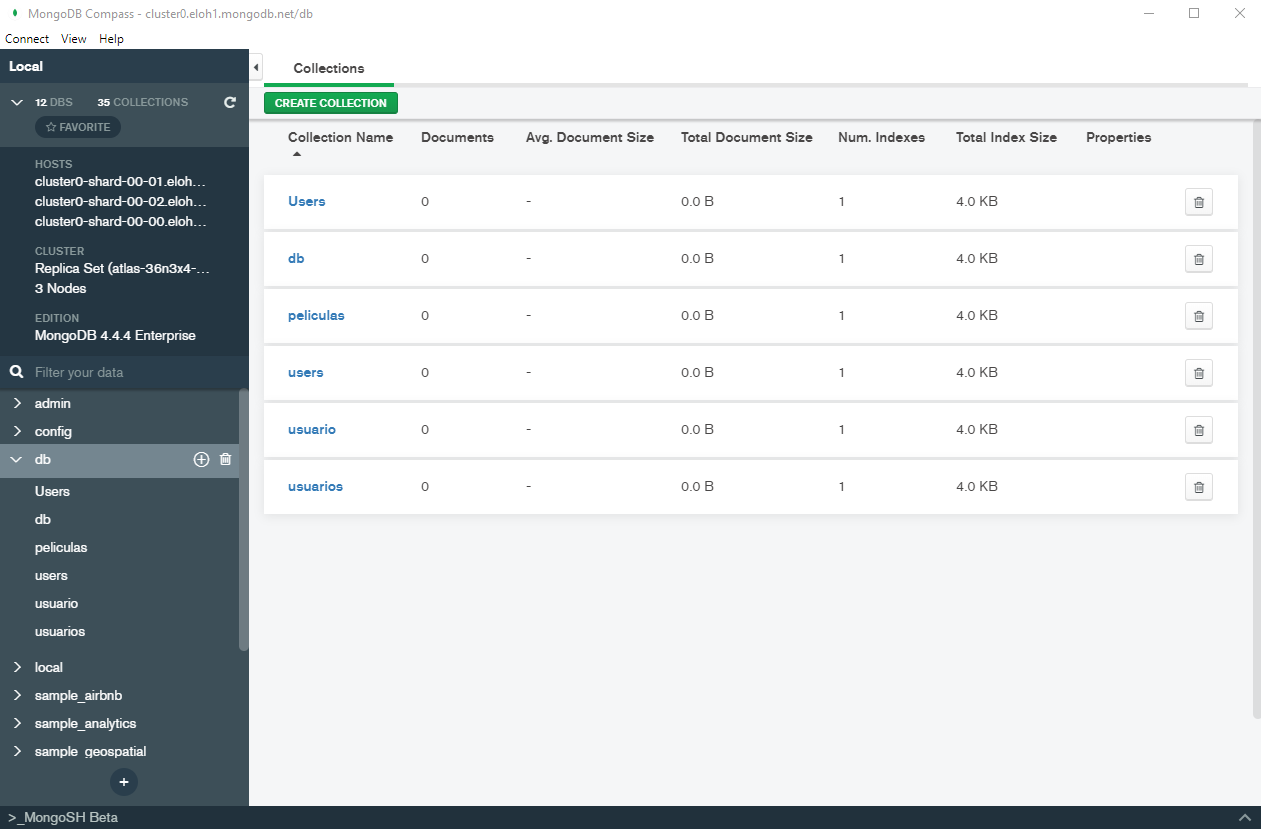 MongoDB Compass - cluster0.eloh1.mongodb.net/db
Connect View Help
Local
12 DBS 35 COLLECTIONS
FAVORITE
HOSTS
cluster0-shard-00-01.eloh...
cluster0-shard-00-02.eloh...
cluster0-shard-00-00.eloh...
CLUSTER
Replica Set (atlas-36n3x4-...
3 Nodes
EDITION
MongoDB 4.4.4 Enterprise
Filter your data
admin
config
db
Users
db
peliculas
users
usuario
usuarios
local
sample_airbnb
sample_analytics
sample_geospatial
+
Collections
CREATE COLLECTION
Collection Name Documents Avg. Document Size Total Document Size Num. Indexes Total Index Size Properties
Users 0 - 0.0 B 1 4.0 KB
db 0 - 0.0 B 1 4.0 KB
peliculas 0 - 0.0 B 1 4.0 KB
users 0 - 0.0 B 1 4.0 KB
usuario 0 - 0.0 B 1 4.0 KB
usuarios 0 - 0.0 B 1 4.0 KB
>_MongoSH Beta